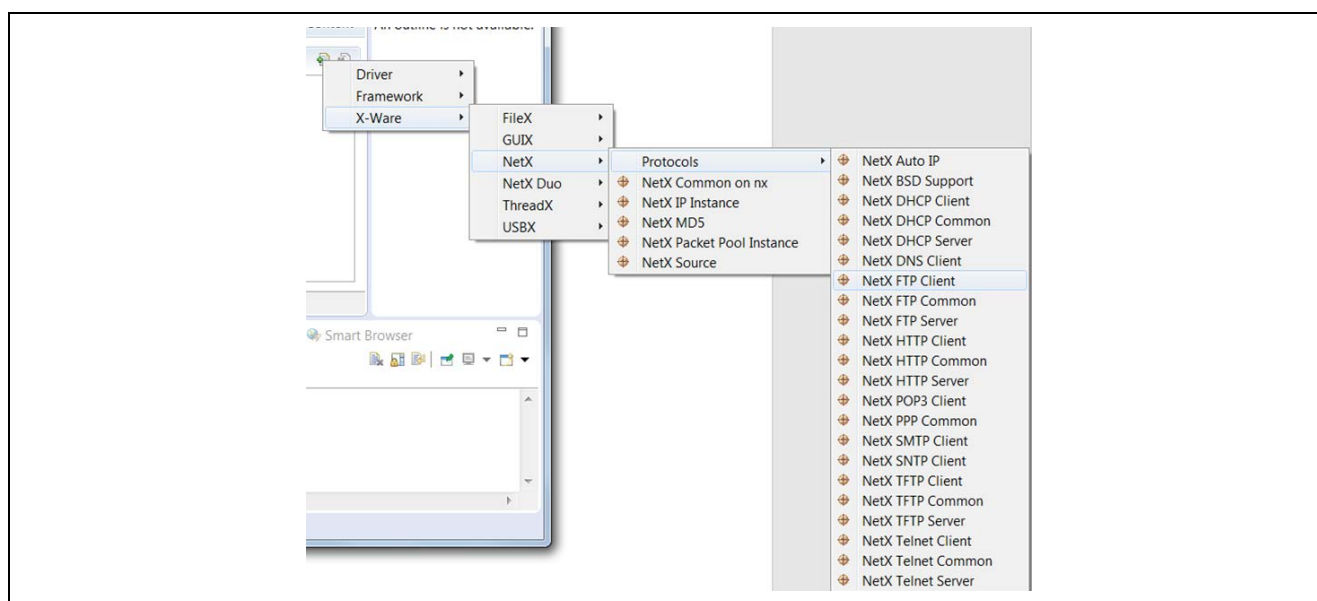 An outline is not available.
Driver
Framework
X-Ware
FileX
GUIX
NetX
NetX Duo
ThreadX
USBX
Protocols
NetX Common on nx
NetX IP Instance
NetX MD5
NetX Packet Pool Instance
NetX Source
NetX Auto IP
NetX BSD Support
NetX DHCP Client
NetX DHCP Common
NetX DHCP Server
NetX DNS Client
NetX FTP Client
NetX FTP Common
NetX FTP Server
NetX HTTP Client
NetX HTTP Common
NetX HTTP Server
NetX POP3 Client
NetX PPP Common
NetX SMTP Client
NetX SNTP Client
NetX TFTP Client
NetX TFTP Common
NetX TFTP Server
NetX Telnet Client
NetX Telnet Common
NetX Telnet Server
Smart Browser